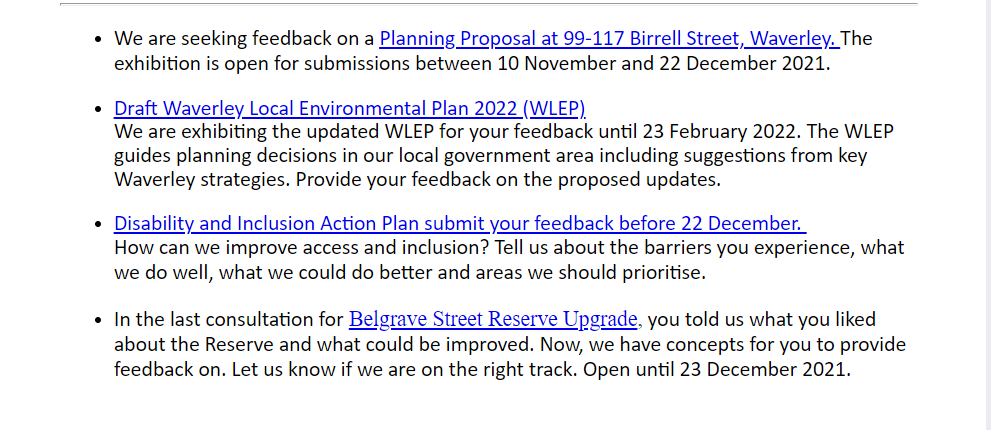 • We are seeking feedback on a Planning Proposal at 99-117 Birrell Street, Waverley. The
exhibition is open for submissions between 10 November and 22 December 2021.
• Draft Waverley Local Environmental Plan 2022 (WLEP)
We are exhibiting the updated WLEP for your feedback until 23 February 2022. The WLEP
guides planning decisions in our local government area including suggestions from key
Waverley strategies. Provide your feedback on the proposed updates.
• Disability and Inclusion Action Plan submit your feedback before 22 December.
How can we improve access and inclusion? Tell us about the barriers you experience, what
we do well, what we could do better and areas we should prioritise.
• In the last consultation for Belgrave Street Reserve Upgrade, you told us what you liked
about the Reserve and what could be improved. Now, we have concepts for you to provide
feedback on. Let us know if we are on the right track. Open until 23 December 2021.